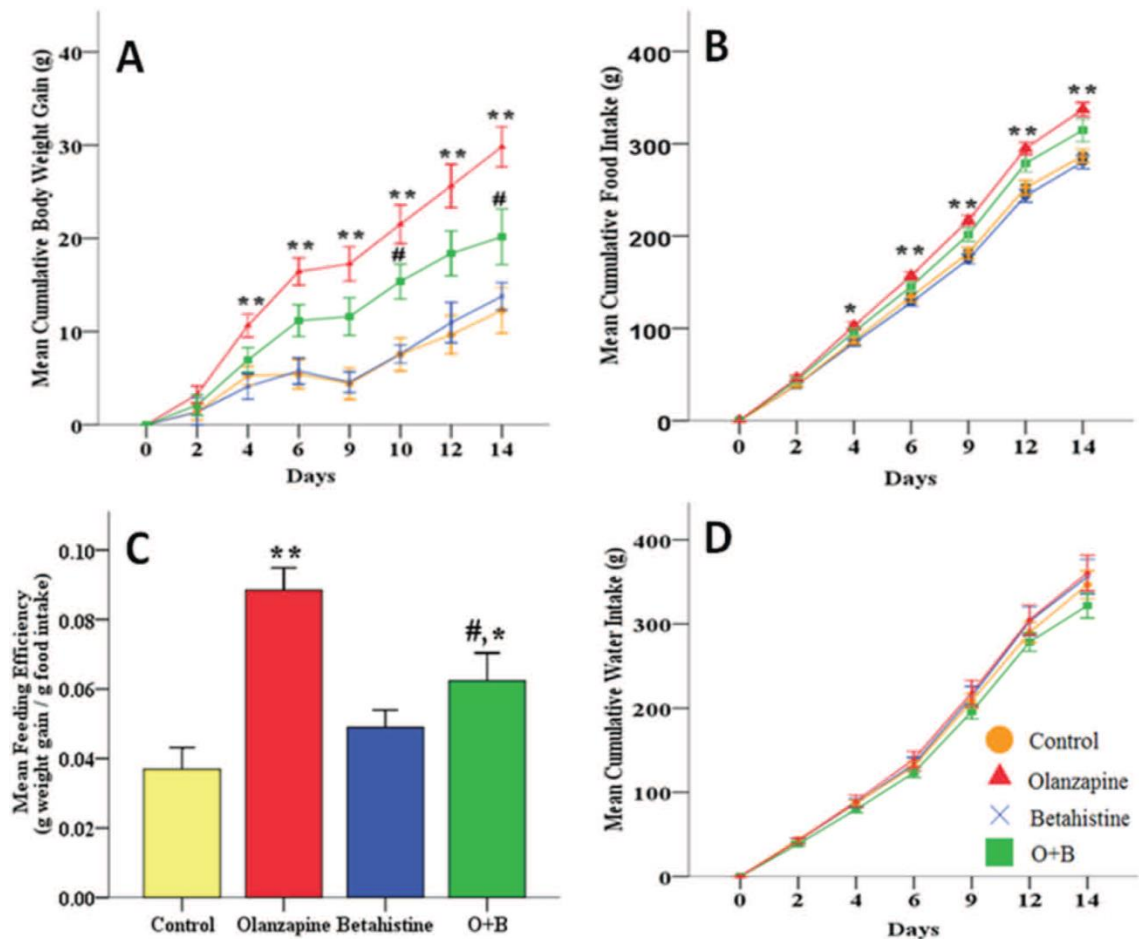 A
Mean Cumulative Body Weight Gain (g)
40
30
20
10
0
**
**
**
**
**
**
#
#
0 2 4 6 9 10 12 14
Days
B
Mean Cumulative Food Intake (g)
400
300
200
100
0
*
**
**
**
**
0 2 4 6 9 12 14
Days
C
Mean Feeding Efficiency
(g weight gain / g food intake)
0.10
0.08
0.06
0.04
0.02
0.00
**
#,*
Control Olanzapine Betahistine O+B
D
Mean Cumulative Water Intake (g)
400
300
200
100
0
Control
Olanzapine
Betahistine
O+B
0 2 4 6 9 12 14
Days